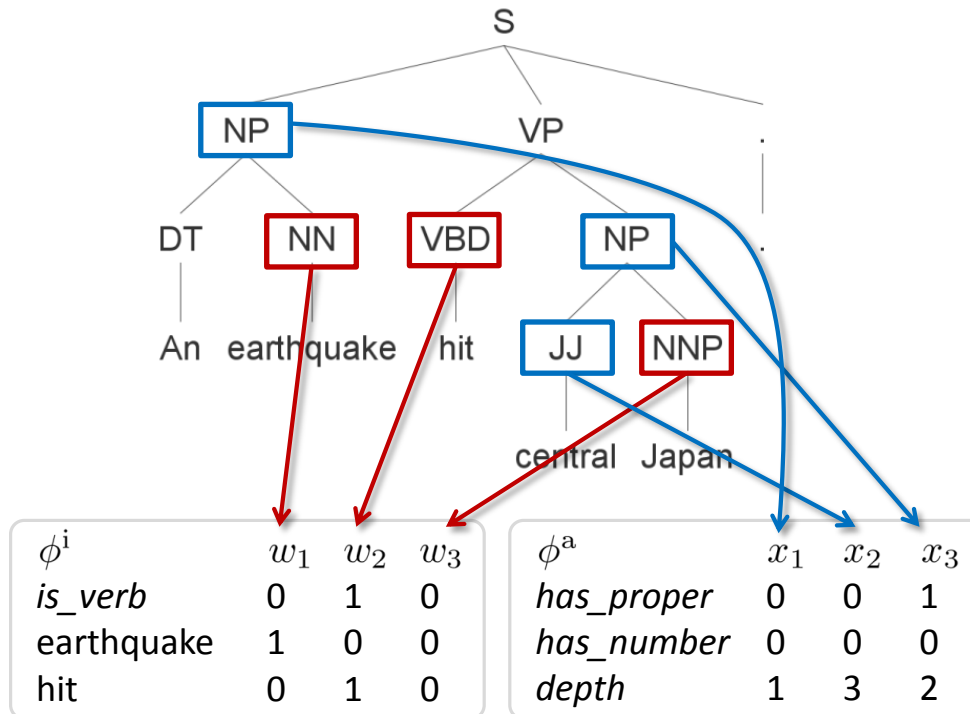 S
NP VP .
DT NN VBD NP .
An earthquake hit JJ NNP
central Japan
ϕⁱ w₁ w₂ w₃
is_verb 0 1 0
earthquake 1 0 0
hit 0 1 0
ϕᵃ x₁ x₂ x₃
has_proper 0 0 1
has_number 0 0 0
depth 1 3 2